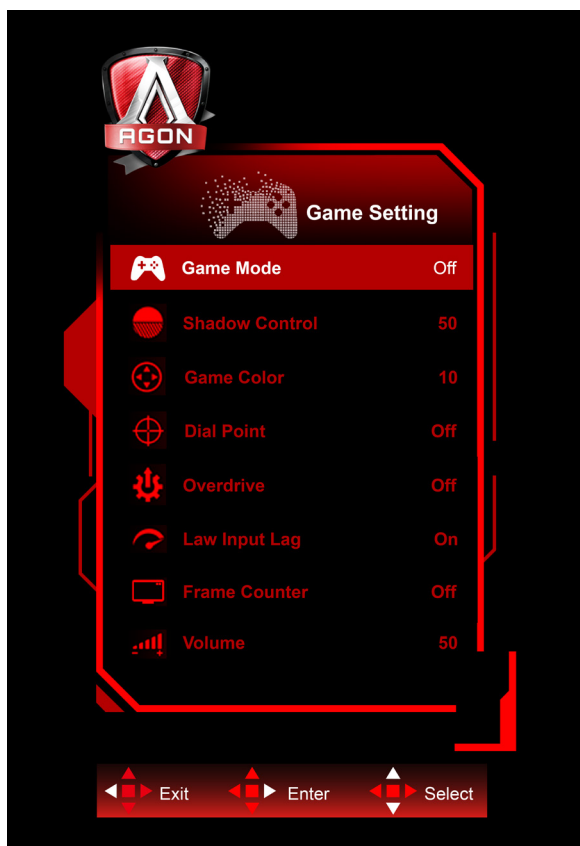 AGON
Game Setting
Game Mode Off
Shadow Control 50
Game Color 10
Dial Point Off
Overdrive Off
Law Input Lag On
Frame Counter Off
Volume 50
Exit Enter Select